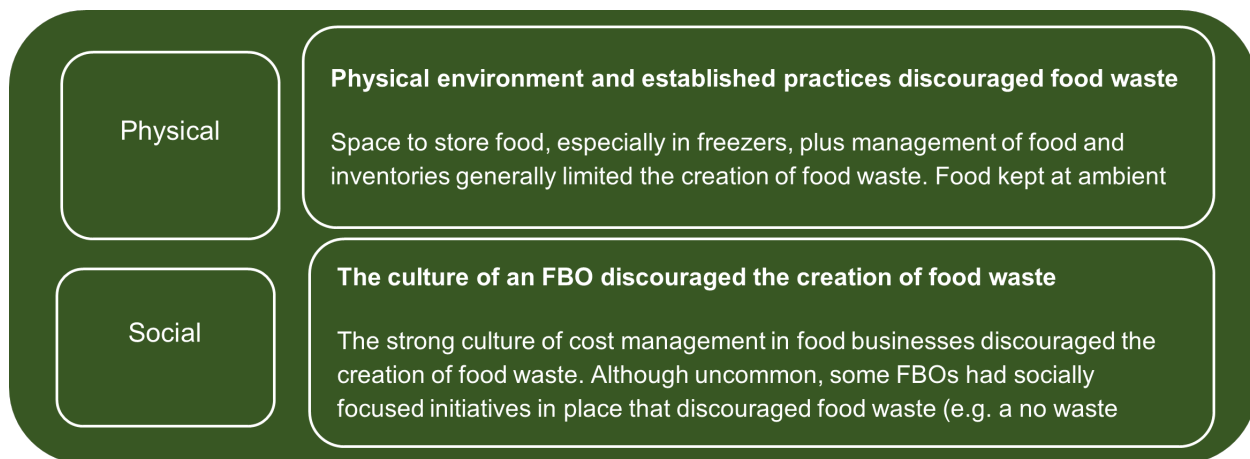 Physical
Physical environment and established practices discouraged food waste
Space to store food, especially in freezers, plus management of food and
inventories generally limited the creation of food waste. Food kept at ambient
Social
The culture of an FBO discouraged the creation of food waste
The strong culture of cost management in food businesses discouraged the
creation of food waste. Although uncommon, some FBOs had socially
focused initiatives in place that discouraged food waste (e.g. a no waste